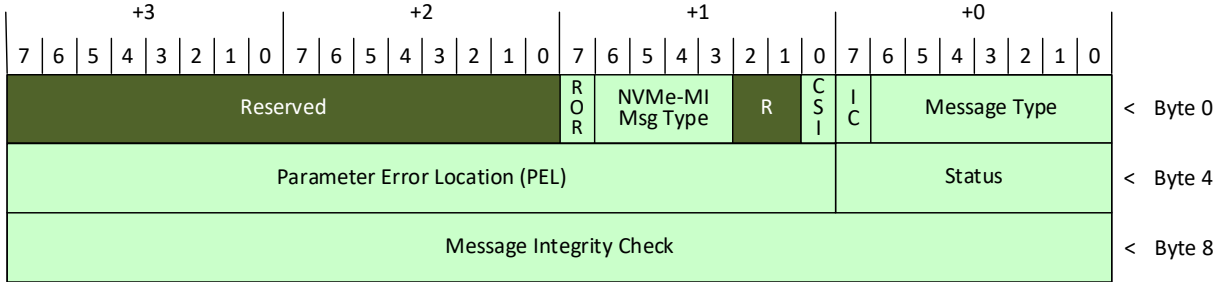 +3 +2 +1 +0
7 6 5 4 3 2 1 0 7 6 5 4 3 2 1 0 7 6 5 4 3 2 1 0 7 6 5 4 3 2 1 0
Reserved ROR NVMe-MI Msg Type R CSI IC Message Type < Byte 0
Parameter Error Location (PEL) Status < Byte 4
Message Integrity Check < Byte 8